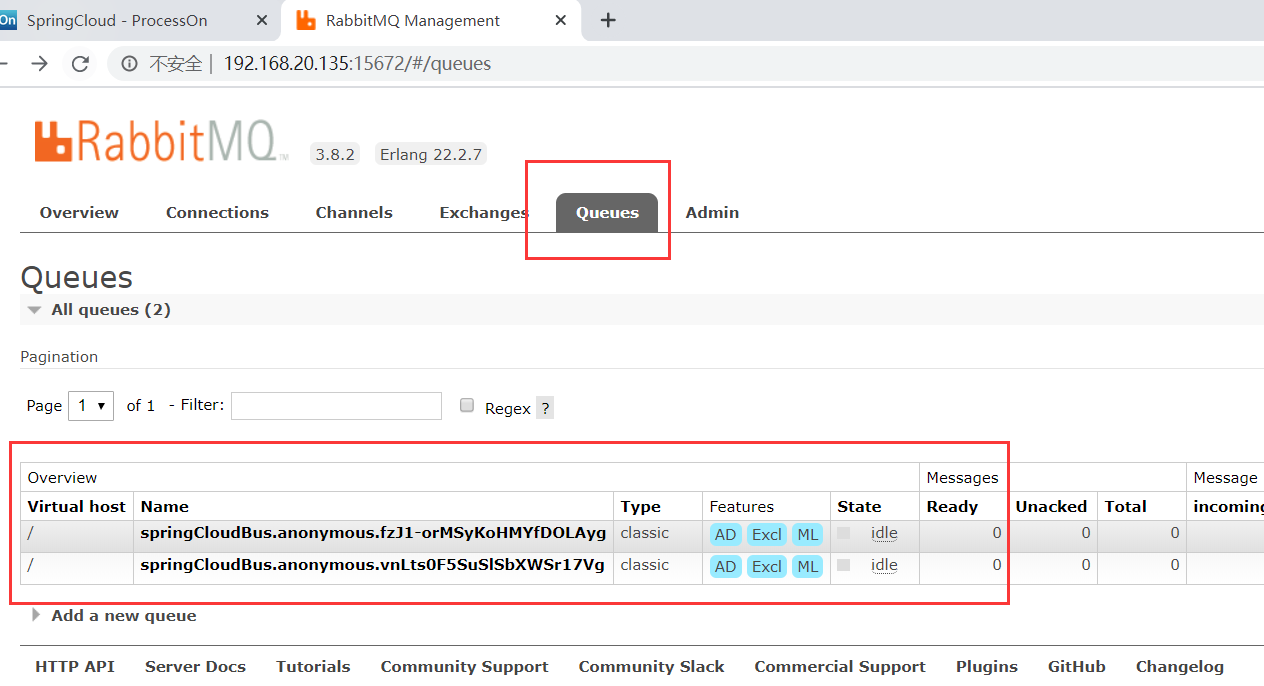 On SpringCloud - ProcessOn
RabbitMQ Management
不安全 | 192.168.20.135:15672/#/queues
RabbitMQ TM 3.8.2 Erlang 22.2.7
Overview Connections Channels Exchanges Queues Admin
Queues
All queues (2)
Pagination
Page 1 of 1 - Filter: Regex ?
Overview Messages Message
Virtual host Name Type Features State Ready Unacked Total incoming
/ springCloudBus.anonymous.fzJ1-orMSyKoHMYfDOLAyg classic AD Excl ML idle 0 0 0
/ springCloudBus.anonymous.vnLts0F5SuSlSbXWSr17Vg classic AD Excl ML idle 0 0 0
Add a new queue
HTTP API Server Docs Tutorials Community Support Community Slack Commercial Support Plugins GitHub Changelog